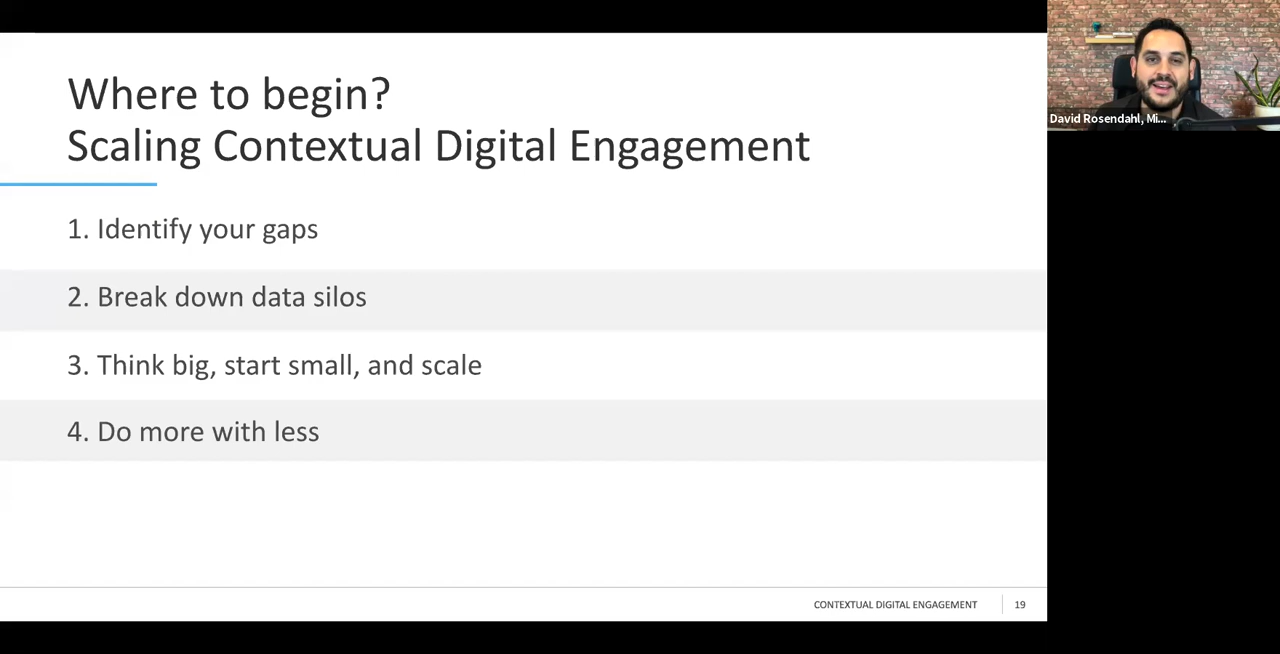 Where to begin?
Scaling Contextual Digital Engagement
1. Identify your gaps
2. Break down data silos
3. Think big, start small, and scale
4. Do more with less
CONTEXTUAL DIGITAL ENGAGEMENT
19
David Rosendahl, Mi...